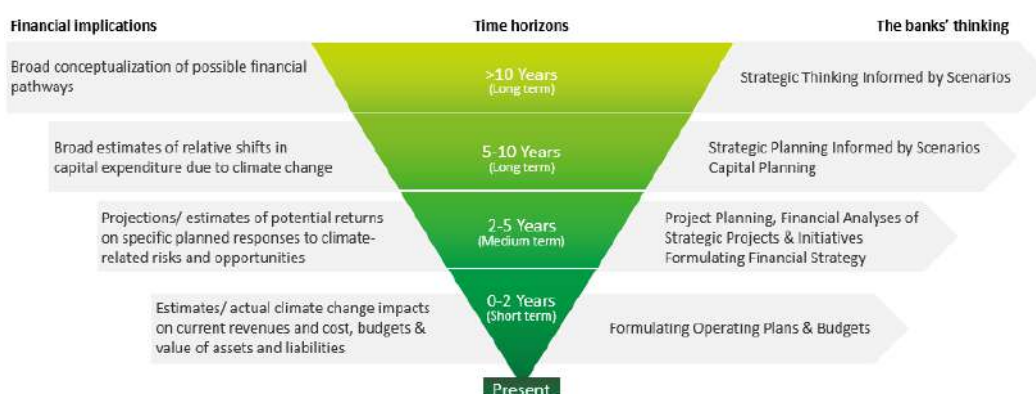 Financial implications
Time horizons
The banks' thinking
Broad conceptualization of possible financial
pathways
>10 Years
(Long term)
Strategic Thinking Informed by Scenarios
Broad estimates of relative shifts in
capital expenditure due to climate change
5-10 Years
(Long term)
Strategic Planning Informed by Scenarios
Capital Planning
Projections/ estimates of potential returns
on specific planned responses to climate-
related risks and opportunities
2-5 Years
(Medium term)
Project Planning, Financial Analyses of
Strategic Projects & Initiatives
Formulating Financial Strategy
Estimates/ actual climate change impacts
on current revenues and cost, budgets &
value of assets and liabilities
0-2 Years
(Short term)
Formulating Operating Plans & Budgets
Present